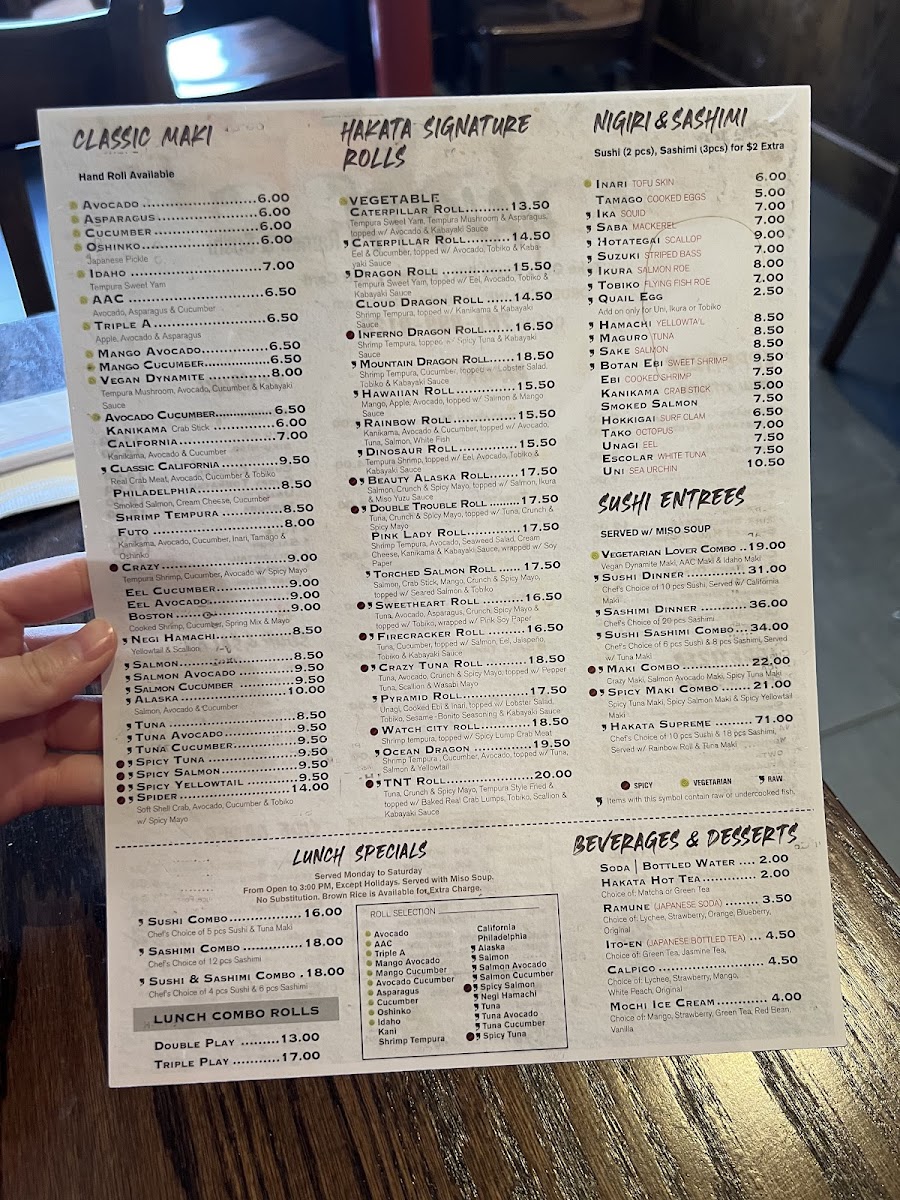 CLASSIC MAKI
Hand Roll Available
AVOCADO ..........................6.00
ASPARAGUS .......................6.00
CUCUMBER ........................6.00
OSHINKO...........................6.00
Japanese Pickle
IDAHO ..............................7.00
Tempura Sweet Yam
AAC ................................6.50
Avocado, Asparagus & Cucumber
TRIPLE A...........................6.50
Apple, Avocado & Asparagus
MANGO AVOCADO...................6.50
MANGO CUCUMBER..................6.50
VEGAN DYNAMITE ..................8.00
Tempura Mushroom, Avocado, Cucumber & Kabayaki
Sauce
AVOCADO CUCUMBER................6.50
KANIKAMA Crab Stick ...............6.00
CALIFORNIA........................7.00
Kanikama, Avocado & Cucumber
CLASSIC CALIFORNIA ..............9.50
Real Crab Meat, Avocado, Cucumber & Tobiko
PHILADELPHIA......................8.50
Smoked Salmon, Cream Cheese, Cucumber
SHRIMP TEMPURA ..................8.50
FUTO ..............................8.00
Kanikama, Avocado, Cucumber, Inari, Tamago &
Oshinko
CRAZY..............................9.00
Tempura Shrimp, Cucumber, Avocado w/ Spicy Mayo
EEL CUCUMBER.....................9.00
EEL AVOCADO......................9.00
BOSTON ............................9.00
Cooked Shrimp, Cucumber, Spring Mix & Mayo
NEGI HAMACHI.....................8.50
Yellowtail & Scallion
SALMON............................8.50
SALMON AVOCADO .................9.50
SALMON CUCUMBER ................9.50
ALASKA ...........................10.00
Salmon, Avocado & Cucumber
TUNA ..............................8.50
TUNA AVOCADO.....................9.50
TUNA CUCUMBER....................9.50
SPICY TUNA .......................9.50
SPICY SALMON.....................9.50
SPICY YELLOWTAIL ................9.50
SPIDER............................14.00
Soft Shell Crab, Avocado, Cucumber & Tobiko
w/ Spicy Mayo
HAKATA SIGNATURE
ROLLS
VEGETABLE
CATERPILLAR ROLL...............13.50
Tempura Sweet Yam, Tempura Mushroom & Asparagus,
topped w/ Avocado & Kabayaki Sauce
CATERPILLAR ROLL...............14.50
Eel & Cucumber, topped w/ Avocado, Tobiko & Kaba-
yaki Sauce
DRAGON ROLL ....................15.50
Tempura Sweet Yam, topped w/ Eel, Avocado, Tobiko &
Kabayaki Sauce
CLOUD DRAGON ROLL ............14.50
Shrimp Tempura, topped w/ Kanikama & Kabayaki
Sauce
INFERNO DRAGON ROLL...........16.50
Shrimp Tempura, topped w/ Spicy Tuna & Kabayaki
Sauce
MOUNTAIN DRAGON ROLL.........18.50
Shrimp Tempura, Cucumber, topped w/ Lobster Salad,
Tobiko & Kabayaki Sauce
HAWAIIAN ROLL ..................15.50
Mango, Apple, Avocado, topped w/ Salmon & Mango
Sauce
RAINBOW ROLL ...................15.50
Kanikama, Avocado & Cucumber, topped w/ Avocado,
Tuna, Salmon, White Fish
DINOSAUR ROLL...................15.50
Tempura Shrimp, topped w/ Eel, Avocado, Tobiko &
Kabayaki Sauce
BEAUTY ALASKA ROLL............17.50
Salmon, Crunch & Spicy Mayo, topped w/ Salmon, Ikura
& Miso Yuzu Sauce
DOUBLE TROUBLE ROLL ..........17.50
Tuna, Crunch & Spicy Mayo, topped w/ Tuna, Crunch &
Spicy Mayo
PINK LADY ROLL..................17.50
Shrimp Tempura, Avocado, Seaweed Salad, Cream
Cheese, Kanikama & Kabayaki Sauce, wrapped w/ Soy
Paper
TORCHED SALMON ROLL ..........17.50
Salmon, Crab Stick, Mango, Crunch & Spicy Mayo,
topped w/ Seared Salmon & Tobiko
SWEETHEART ROLL ...............16.50
Tuna, Avocado, Asparagus, Crunch, Spicy Mayo &
topped w/ Tobiko, wrapped w/ Pink Soy Paper
FIRECRACKER ROLL ..............16.50
Tuna, Cucumber, topped w/ Salmon, Eel, Jalapeño,
Tobiko & Kabayaki Sauce
CRAZY TUNA ROLL ...............18.50
Tuna, Avocado, Crunch & Spicy Mayo, topped w/ Pepper
Tuna, Scallion & Wasabi Mayo
PYRAMID ROLL....................17.50
Unagi, Cooked Ebi & Inari, topped w/ Lobster Salad,
Tobiko, Sesame- Bonito Seasoning & Kabayaki Sauce
WATCH CITY ROLL ................18.50
Shrimp tempura, topped w/ Spicy Lump Crab Meat
OCEAN DRAGON ..................19.50
Shrimp Tempura, Cucumber, Avocado, topped w/ Tuna,
Salmon & Yellowtail
TNT ROLL........................20.00
Tuna, Crunch & Spicy Mayo, Tempura Style Fried &
topped w/ Baked Real Crab Lumps, Tobiko, Scallion &
Kabayaki Sauce
NIGIRI & SASHIMI
Sushi (2 pcs), Sashimi (3pcs) for $2 Extra
INARI TOFU SKIN 6.00
TAMAGO COOKED EGGS 5.00
IKA SQUID 7.00
SABA MACKEREL 7.00
HOTATEGAI SCALLOP 9.00
SUZUKI STRIPED BASS 7.00
IKURA SALMON ROE 8.00
TOBIKO FLYING FISH ROE 7.00
QUAIL EGG 2.50
Add on only for Uni, Ikura or Tobiko
HAMACHI YELLOWTA'L 8.50
MAGURO TUNA 8.50
SAKE SALMON 8.50
BOTAN EBI SWEET SHRIMP 9.50
EBI COOKED SHRIMP 7.50
KANIKAMA CRAB STICK 5.00
SMOKED SALMON 7.50
HOKKIGAI SURF CLAM 6.50
TAKO OCTOPUS 7.00
UNAGI EEL 7.50
ESCOLAR WHITE TUNA 7.50
UNI SEA URCHIN 10.50
SUSHI ENTREES
SERVED w/ MISO SOUP
VEGETARIAN LOVER COMBO ..19.00
Vegan Dynamite Maki, AAC Maki & Idaho Maki
SUSHI DINNER ...................31.00
Chef's Choice of 10 pcs Sushi, Served w/ California
Maki
SASHIMI DINNER .................36.00
Chef's Choice of 20 pcs Sashimi
SUSHI SASHIMI COMBO...........34.00
Chef's Choice of 6 pcs Sushi & 8 pcs Sashimi, Served
w/ Tuna Maki
MAKI COMBO .....................22.00
Crazy Maki, Salmon Avocado Maki, Spicy Tuna Maki
SPICY MAKI COMBO ..............21.00
Spicy Tuna Maki, Spicy Salmon Maki & Spicy Yellowtail
Maki
HAKATA SUPREME ................71.00
Chef's Choice of 10 pcs Sushi & 18 pcs Sashimi,
Served w/ Rainbow Roll & Tuna Maki
SPICY VEGETARIAN RAW
Items with this symbol contain raw or undercooked fish.
LUNCH SPECIALS
Served Monday to Saturday
From Open to 3:00 PM, Except Holidays. Served with Miso Soup.
No Substitution. Brown Rice is Available for Extra Charge.
SUSHI COMBO.................16.00
Chef's Choice of 5 pcs Sushi & Tuna Maki
SASHIMI COMBO ..............18.00
Chef's Choice of 12 pcs Sashimi
SUSHI & SASHIMI COMBO .18.00
Chef's Choice of 4 pcs Sushi & 6 pcs Sashimi
LUNCH COMBO ROLLS
DOUBLE PLAY .........13.00
TRIPLE PLAY ...........17.00
ROLL SELECTION
Avocado
AAC
Triple A
Mango Avocado
Mango Cucumber
Avocado Cucumber
Asparagus
Cucumber
Oshinko
Idaho
Kani
Shrimp Tempura
California
Philadelphia
Alaska
Salmon
Salmon Avocado
Salmon Cucumber
Spicy Salmon
Negi Hamachi
Tuna
Tuna Avocado
Tuna Cucumber
Spicy Tuna
BEVERAGES & DESSERTS
SODA | BOTTLED WATER .... 2.00
HAKATA HOT TEA.............. 2.00
Choice of: Matcha or Green Tea
RAMUNE (JAPANESE SODA) ........ 3.50
Choice of: Lychee, Strawberry, Orange, Blueberry,
Original
ITO-EN (JAPANESE BOTTLED TEA) ... 4.50
Choice of: Green Tea, Jasmine Tea,
CALPICO ....................... 4.50
Choice of: Lychee, Strawberry, Mango,
White Peach, Original
MOCHI ICE CREAM............ 4.00
Choice of: Mango, Strawberry, Green Tea, Red Bean,
Vanilla